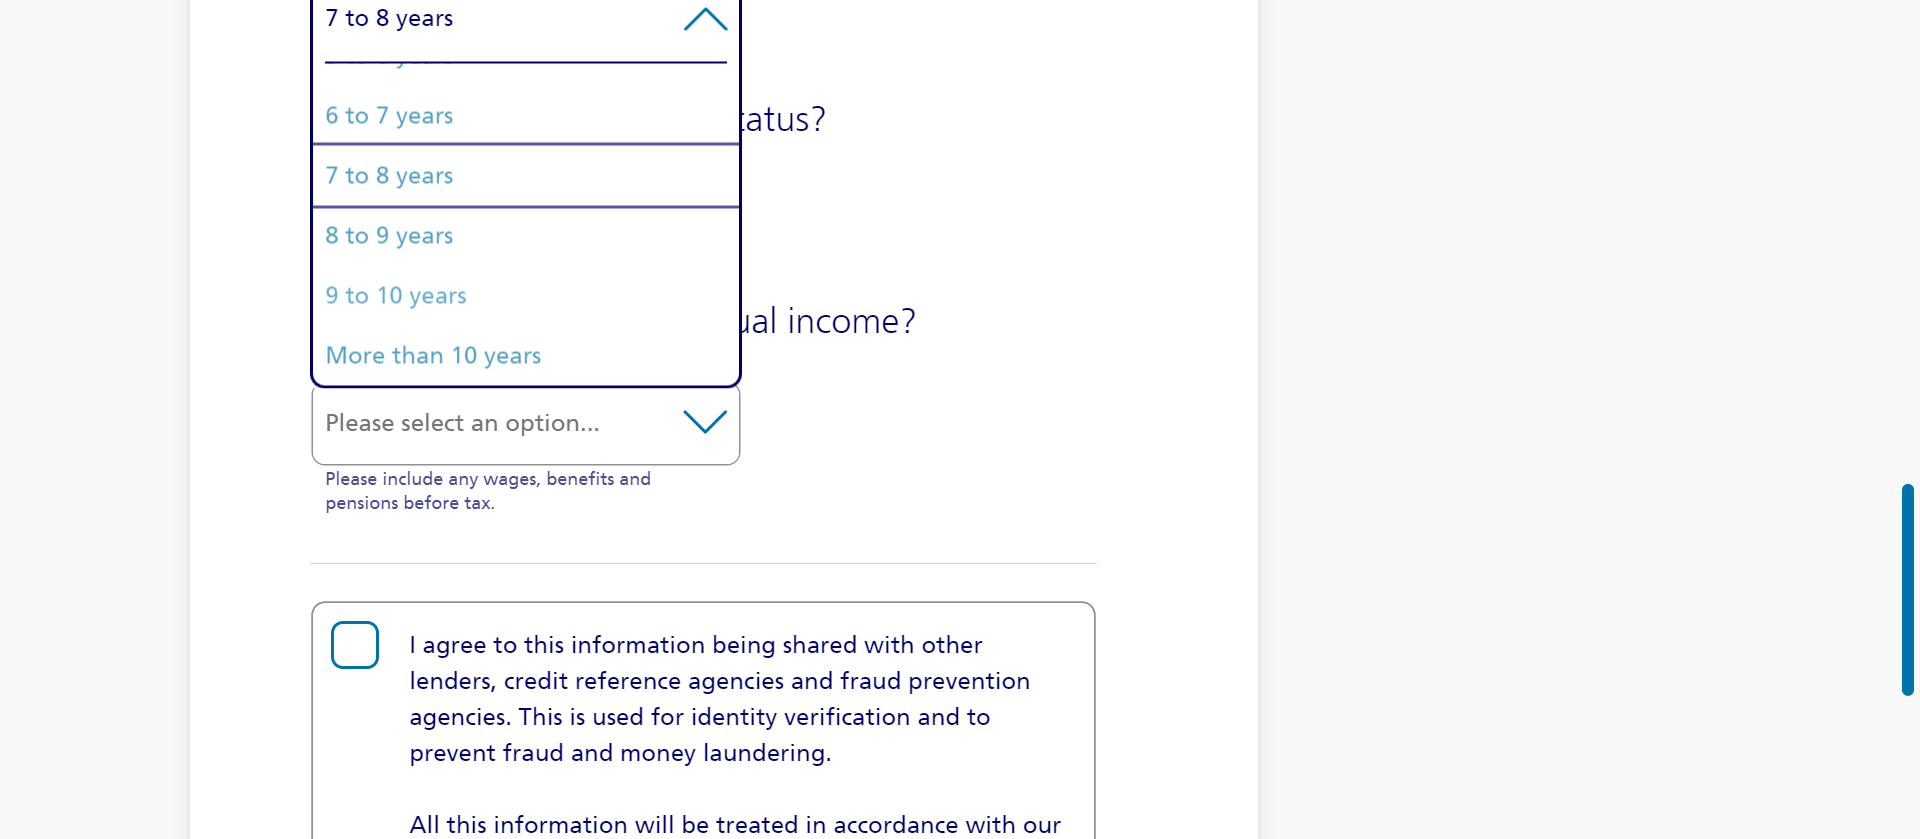 7 to 8 years
6 to 7 years
tatus?
7 to 8 years
8 to 9 years
9 to 10 years
ual income?
More than 10 years
Please select an option...
Please include any wages, benefits and
pensions before tax.
I agree to this information being shared with other
lenders, credit reference agencies and fraud prevention
agencies. This is used for identity verification and to
prevent fraud and money laundering.
All this information will be treated in accordance with our